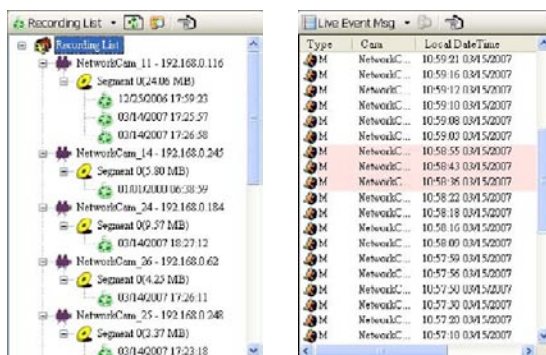 Recording List
Recording List
NetworkCam_11 - 192.168.0.116
Segment 0(24.06 MB)
12/25/2006 17:59:23
03/14/2007 17:25:57
03/14/2007 17:26:58
NetworkCam_14 - 192.168.0.245
Segment 0(5.80 MB)
01/01/2000 06:38:59
NetworkCam_24 - 192.168.0.184
Segment 0(9.57 MB)
03/14/2007 18:27:12
NetworkCam_26 - 192.168.0.62
Segment 0(4.25 MB)
03/14/2007 17:26:11
NetworkCam_25 - 192.168.0.248
Segment 0(3.37 MB)
03/14/2007 17:23:18
Live Event Msg
Type Cam Local DateTime
M NetworkC... 10:59:21 03/15/2007
M NetworkC... 10:59:16 03/15/2007
M NetworkC... 10:59:12 03/15/2007
M NetworkC... 10:59:10 03/15/2007
M NetworkC... 10:59:08 03/15/2007
M NetworkC... 10:59:03 03/15/2007
M NetworkC... 10:58:55 03/15/2007
M NetworkC... 10:58:43 03/15/2007
M NetworkC... 10:58:36 03/15/2007
M NetworkC... 10:58:22 03/15/2007
M NetworkC... 10:58:18 03/15/2007
M NetworkC... 10:58:16 03/15/2007
M NetworkC... 10:58:09 03/15/2007
M NetworkC... 10:57:59 03/15/2007
M NetworkC... 10:57:56 03/15/2007
M NetworkC... 10:57:50 03/15/2007
M NetworkC... 10:57:30 03/15/2007
M NetworkC... 10:57:20 03/15/2007
M NetworkC... 10:57:10 03/15/2007